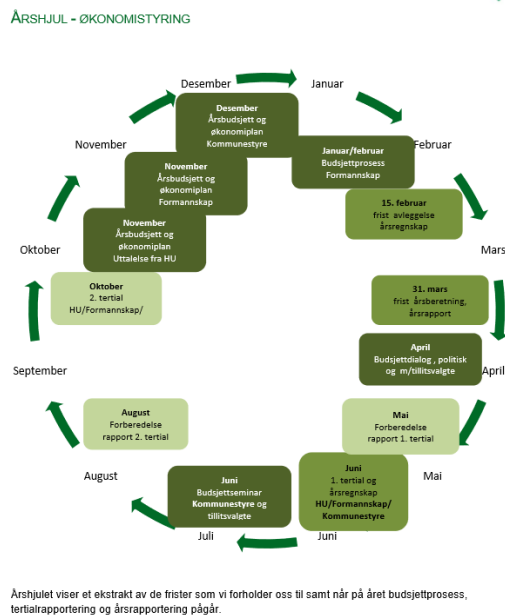 ÅRSHJUL - ØKONOMISTYRING
Desember
Januar
Februar
Mars
April
Mai
Juni
Juli
August
September
Oktober
November
Desember
Årsbudsjett og
økonomiplan
Kommunestyre
Januar/februar
Budsjettprosess
Formannskap
15. februar
frist avleggelse
årsregnskap
31. mars
frist årsberetning,
årsrapport
April
Budsjettdialog , politisk
og m/tillitsvalgte
Mai
Forberedelse
rapport 1. tertial
Juni
1. tertial og
årsregnskap
HU/Formannskap/
Kommunestyre
Juni
Budsjettseminar
Kommunestyre og
tillitsvalgte
August
Forberedelse
rapport 2. tertial
Oktober
2. tertial
HU/Formannskap/
November
Årsbudsjett og
økonomiplan
Uttalelse fra HU
November
Årsbudsjett og
økonomiplan
Formannskap
Årshjulet viser et ekstrakt av de frister som vi forholder oss til samt når på året budsjettprosess,
tertialrapportering og årsrapportering pågår.